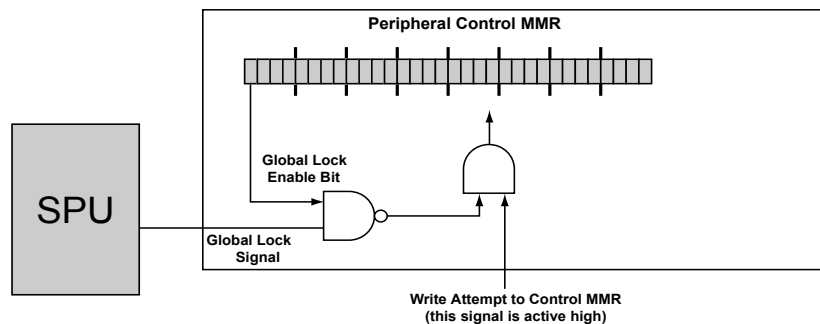 Peripheral Control MMR
Global Lock
Enable Bit
SPU
Global Lock
Signal
Write Attempt to Control MMR
(this signal is active high)